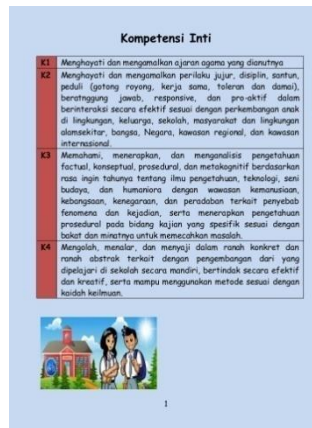 Kompetensi Inti
K1 Menghayati dan mengamalkan ajaran agama yang dianutnya
K2 Menghayati dan mengamalkan perilaku jujur, disiplin, santun,
peduli (gotong royong, kerja sama, toleran dan damai),
beratnggung jawab, responsive, dan pro-aktif dalam
berinteraksi secara efektif sesuai dengan perkembangan anak
di lingkungan, keluarga, sekolah, masyarakat dan lingkungan
alamsekitar, bangsa, Negara, kawasan regional, dan kawasan
internasional.
K3 Memahami, menerapkan, dan menganalisis pengetahuan
factual, konseptual, prosedural, dan metakognitif berdasarkan
rasa ingin tahunya tentang ilmu pengetahuan, teknologi, seni
budaya, dan humaniora dengan wawasan kemanusiaan,
kebangsaan, kenegaraan, dan peradaban terkait penyebab
fenomena dan kejadian, serta menerapkan pengetahuan
prosedural pada bidang kajian yang spesifik sesuai dengan
bakat dan minatnya untuk memecahkan masalah.
K4 Mengolah, menalar, dan menyaji dalam ranah konkret dan
ranah abstrak terkait dengan pengembangan dari yang
dipelajari di sekolah secara mandiri, bertindak secara efektif
dan kreatif, serta mampu menggunakan metode sesuai dengan
kaidah keilmuan.
1